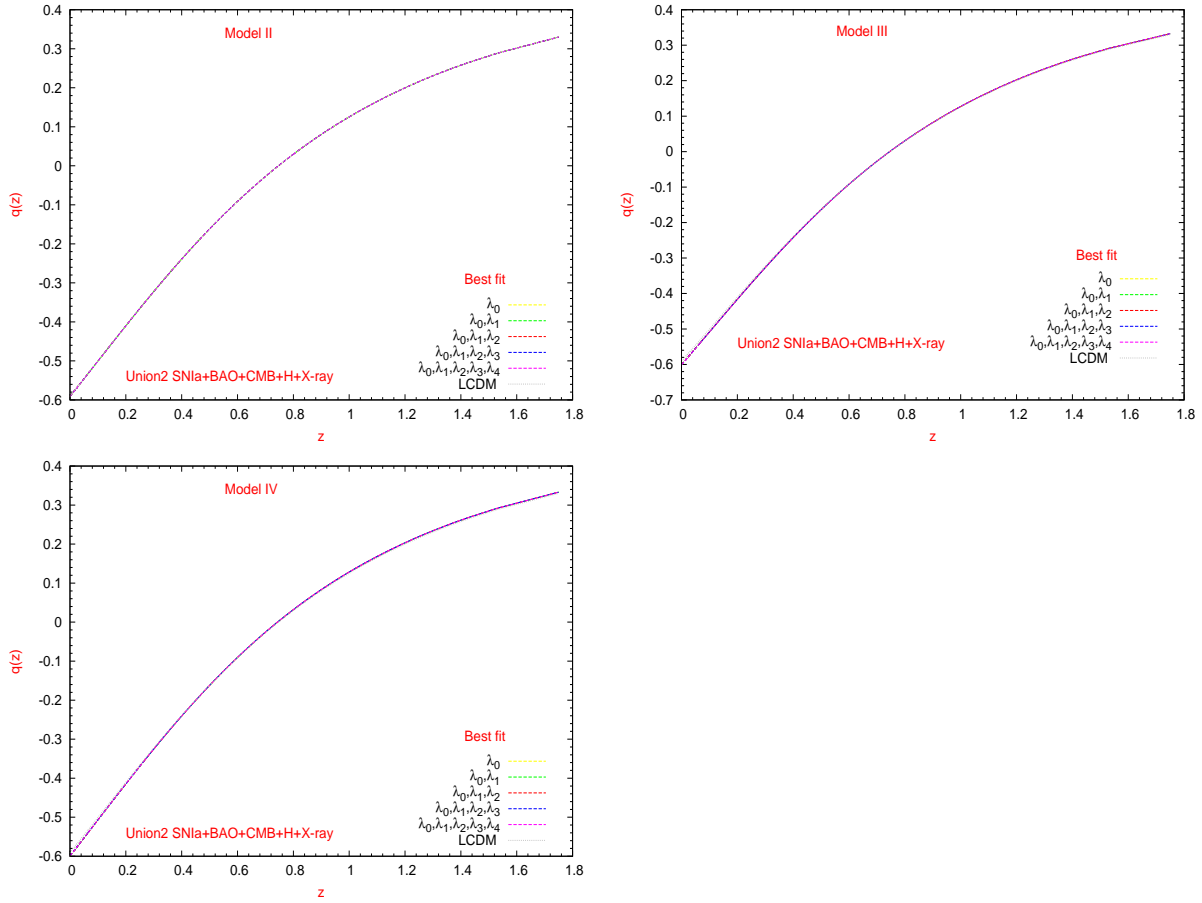 Model II
q(z)
0.4
0.3
0.2
0.1
0
-0.1
-0.2
-0.3
-0.4
-0.5
-0.6
Best fit
λ0
λ0,λ1
λ0,λ1,λ2
λ0,λ1,λ2,λ3
λ0,λ1,λ2,λ3,λ4
LCDM
Union2 SNIa+BAO+CMB+H+X-ray
0 0.2 0.4 0.6 0.8 1.0 1.2 1.4 1.6 1.8
z
Model III
q(z)
0.4
0.3
0.2
0.1
0
-0.1
-0.2
-0.3
-0.4
-0.5
-0.6
-0.7
Best fit
λ0
λ0,λ1
λ0,λ1,λ2
λ0,λ1,λ2,λ3
λ0,λ1,λ2,λ3,λ4
LCDM
Union2 SNIa+BAO+CMB+H+X-ray
0 0.2 0.4 0.6 0.8 1 1.2 1.4 1.6 1.8
z
Model IV
q(z)
0.4
0.3
0.2
0.1
0
-0.1
-0.2
-0.3
-0.4
-0.5
-0.6
Best fit
λ0
λ0,λ1
λ0,λ1,λ2
λ0,λ1,λ2,λ3
λ0,λ1,λ2,λ3,λ4
LCDM
Union2 SNIa+BAO+CMB+H+X-ray
0 0.2 0.4 0.6 0.8 1.0 1.2 1.4 1.6 1.8
z